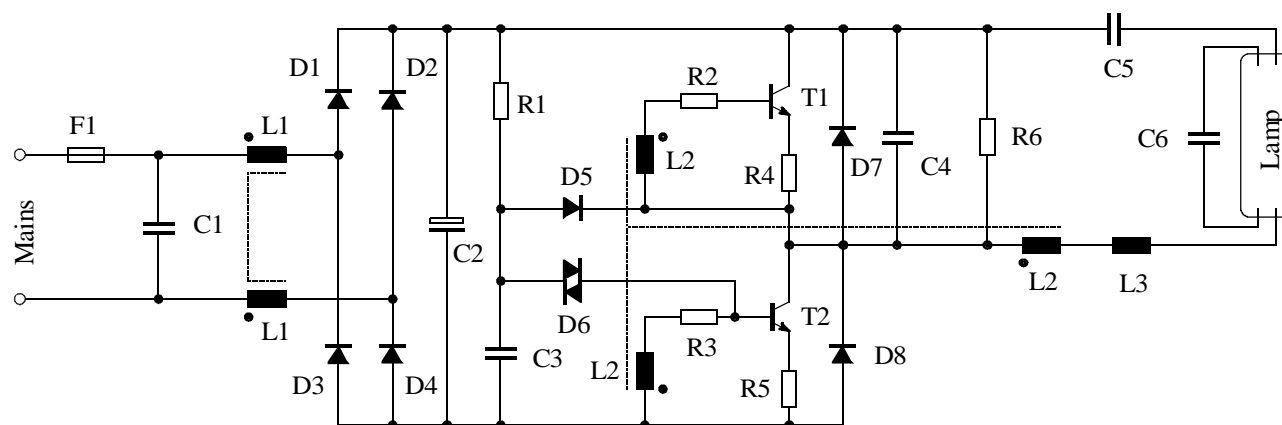 D1
D2
R1
R2
T1
C5
F1
L1
L2
R4
D7
C4
R6
C6
Lamp
Mains
C1
D5
C2
L1
D6
R3
T2
L2
L3
D3
D4
C3
L2
R5
D8